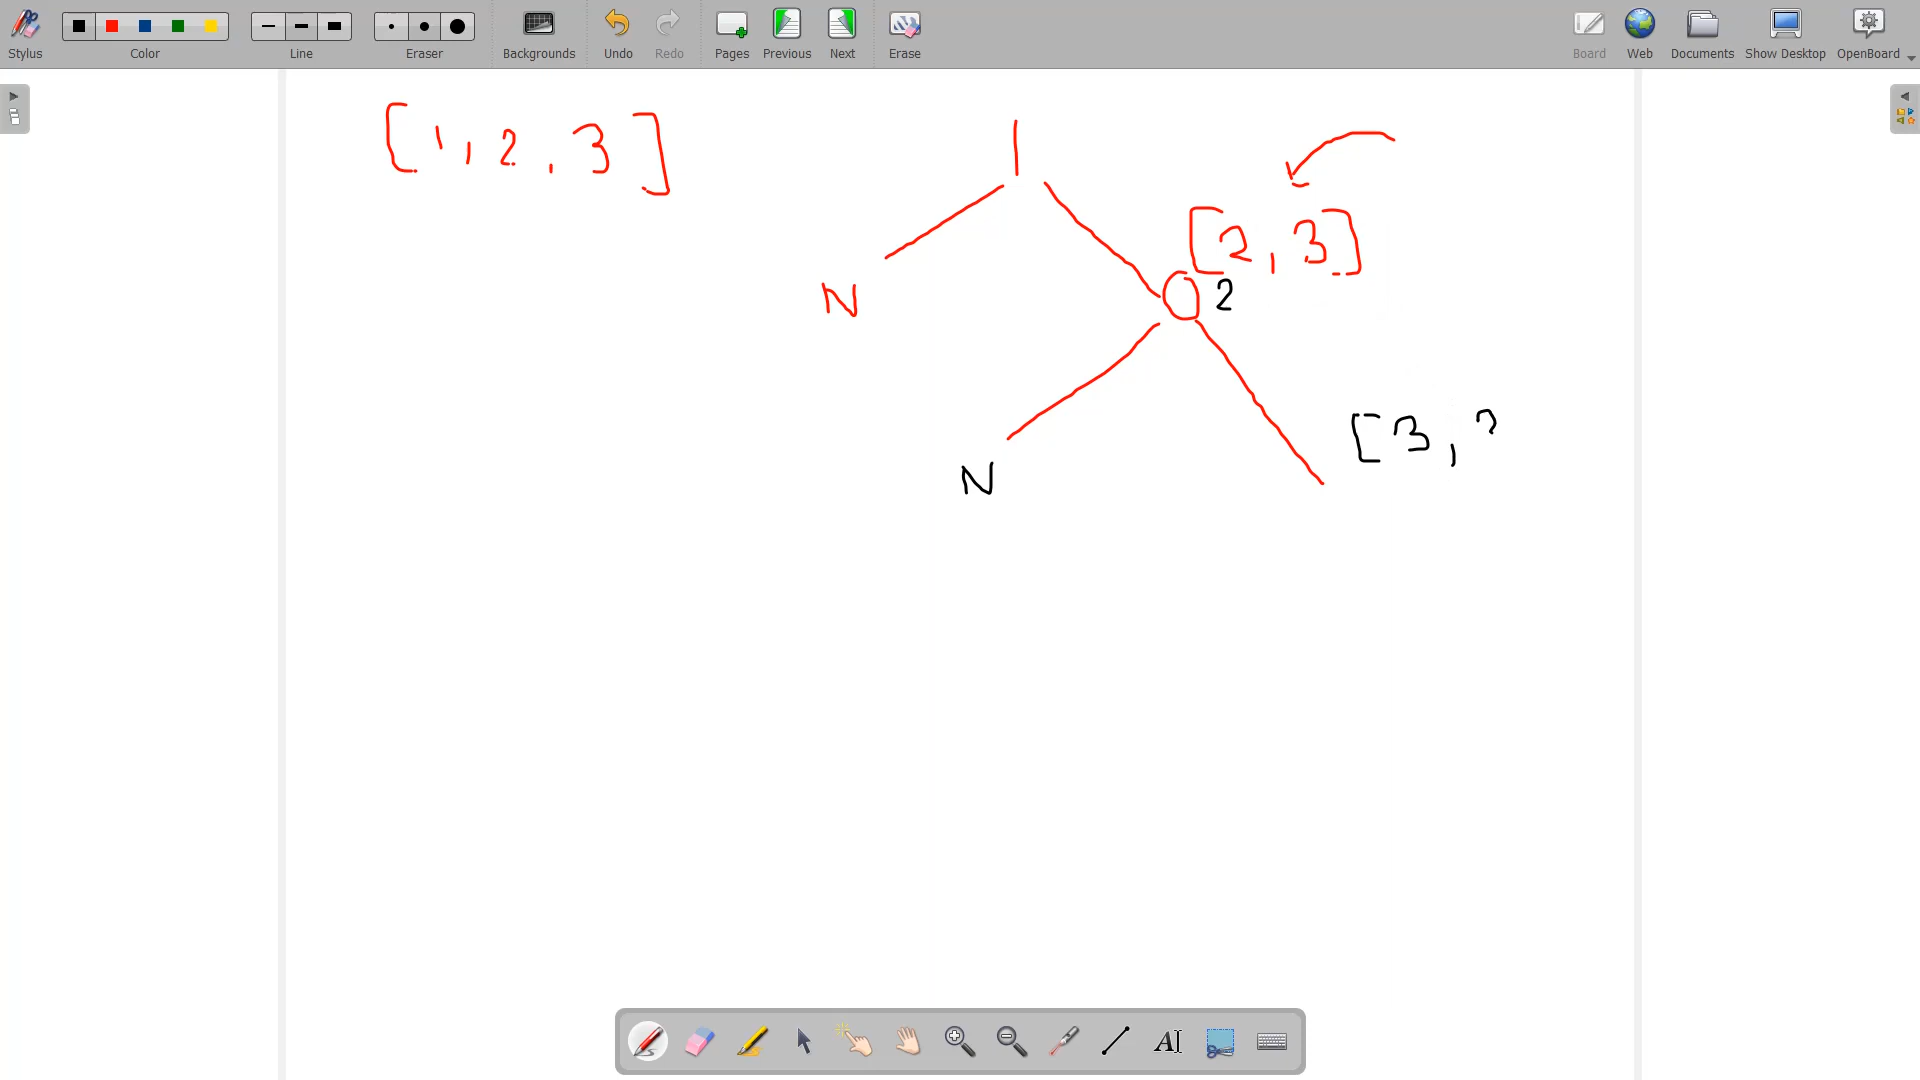 Stylus Color Line Eraser Backgrounds Undo Redo Pages Previous Next Erase Board Web Documents Show Desktop OpenBoard
[1, 2, 3]
1
[2, 3]
N
2
[3,
N
AI